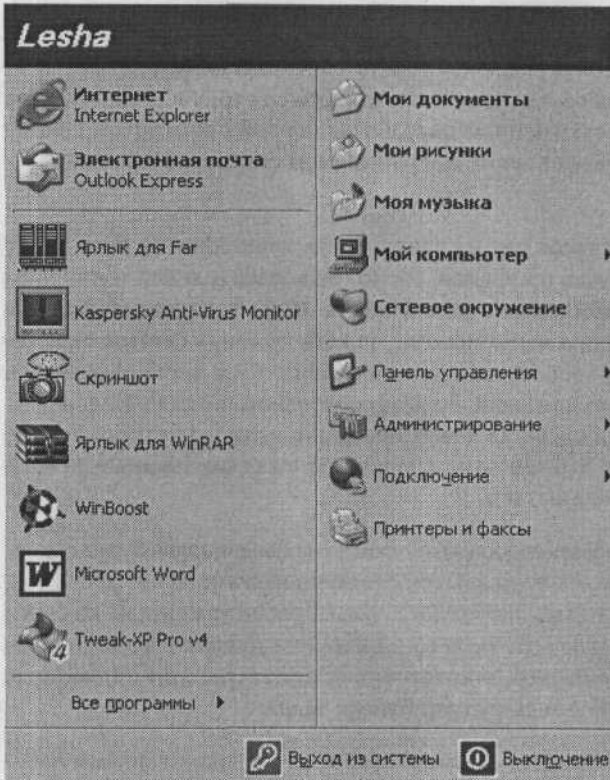 Lesha
Интернет
Internet Explorer
Электронная почта
Outlook Express
Ярлык для Far
Kaspersky Anti-Virus Monitor
Скриншот
Ярлык для WinRAR
WinBoost
Microsoft Word
Tweak-XP Pro v4
Все программы
Мои документы
Мои рисунки
Моя музыка
Мой компьютер
Сетевое окружение
Панель управления
Администрирование
Подключение
Принтеры и факсы
Выход из системы
Выключение